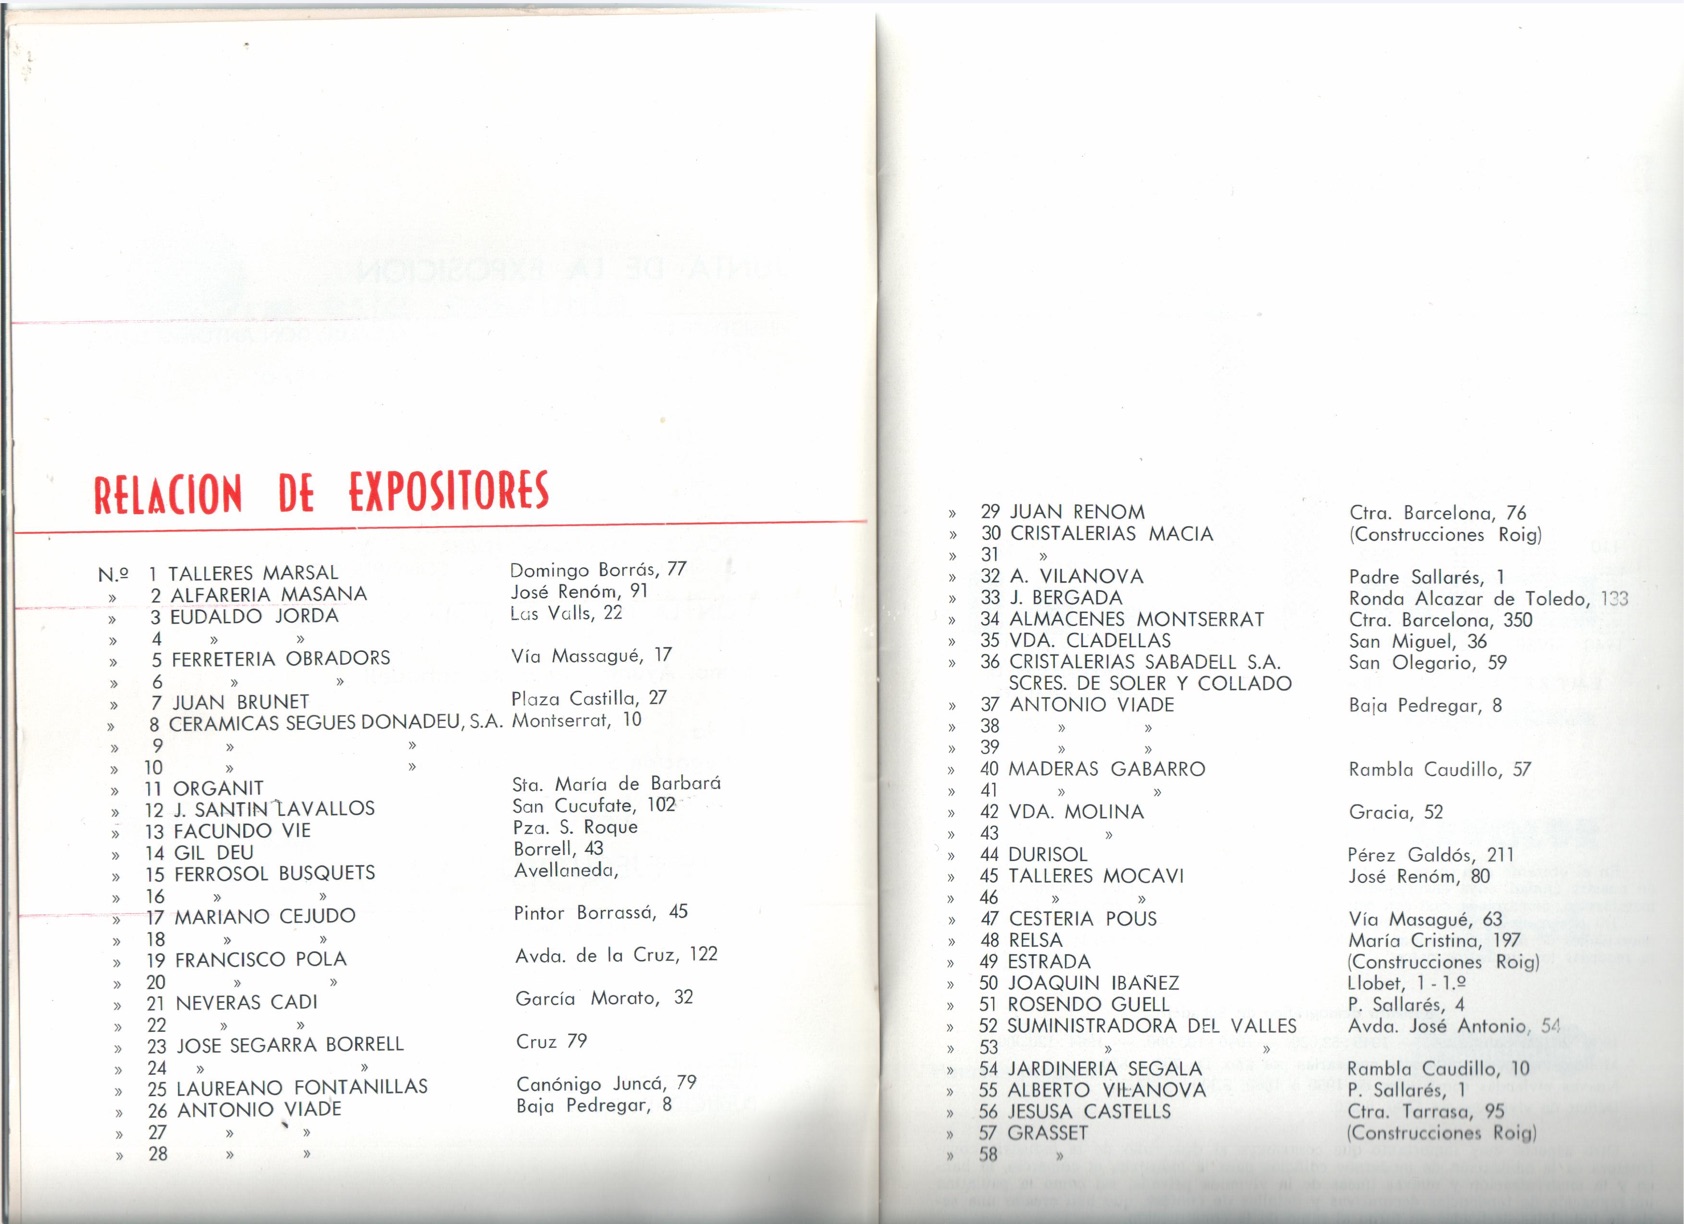 RELACION DE EXPOSITORES
N.º 1 TALLERES MARSAL Domingo Borrás, 77
» 2 ALFARERIA MASANA José Renóm, 91
» 3 EUDALDO JORDA Las Valls, 22
» 4 » »
» 5 FERRETERIA OBRADORS Vía Massagué, 17
» 6 » »
» 7 JUAN BRUNET Plaza Castilla, 27
» 8 CERAMICAS SEGUES DONADEU, S.A. Montserrat, 10
» 9 » »
» 10 » »
» 11 ORGANIT Sta. María de Barbará
» 12 J. SANTIN LAVALLOS San Cucufate, 102
» 13 FACUNDO VIE Pza. S. Roque
» 14 GIL DEU Borrell, 43
» 15 FERROSOL BUSQUETS Avellaneda,
» 16 » »
» 17 MARIANO CEJUDO Pintor Borrassá, 45
» 18 » »
» 19 FRANCISCO POLA Avda. de la Cruz, 122
» 20 » »
» 21 NEVERAS CADI García Morato, 32
» 22 » »
» 23 JOSE SEGARRA BORRELL Cruz 79
» 24 » »
» 25 LAUREANO FONTANILLAS Canónigo Juncá, 79
» 26 ANTONIO VIADE Baja Pedregar, 8
» 27 » »
» 28 » »
» 29 JUAN RENOM Ctra. Barcelona, 76
» 30 CRISTALERIAS MACIA (Construcciones Roig)
» 31 »
» 32 A. VILANOVA Padre Sallarés, 1
» 33 J. BERGADA Ronda Alcazar de Toledo, 133
» 34 ALMACENES MONTSERRAT Ctra. Barcelona, 350
» 35 VDA. CLADELLAS San Miguel, 36
» 36 CRISTALERIAS SABADELL S.A. San Olegario, 59
SCRES. DE SOLER Y COLLADO
» 37 ANTONIO VIADE Baja Pedregar, 8
» 38 » »
» 39 » »
» 40 MADERAS GABARRO Rambla Caudillo, 57
» 41 » »
» 42 VDA. MOLINA Gracia, 52
» 43 »
» 44 DURISOL Pérez Galdós, 211
» 45 TALLERES MOCAVI José Renóm, 80
» 46 » »
» 47 CESTERIA POUS Vía Masagué, 63
» 48 RELSA María Cristina, 197
» 49 ESTRADA (Construcciones Roig)
» 50 JOAQUIN IBAÑEZ Llobet, 1 - 1.º
» 51 ROSENDO GUELL P. Sallarés, 4
» 52 SUMINISTRADORA DEL VALLES Avda. José Antonio, 54
» 53 » »
» 54 JARDINERIA SEGALA Rambla Caudillo, 10
» 55 ALBERTO VILANOVA P. Sallarés, 1
» 56 JESUSA CASTELLS Ctra. Tarrasa, 95
» 57 GRASSET (Construcciones Roig)
» 58 »